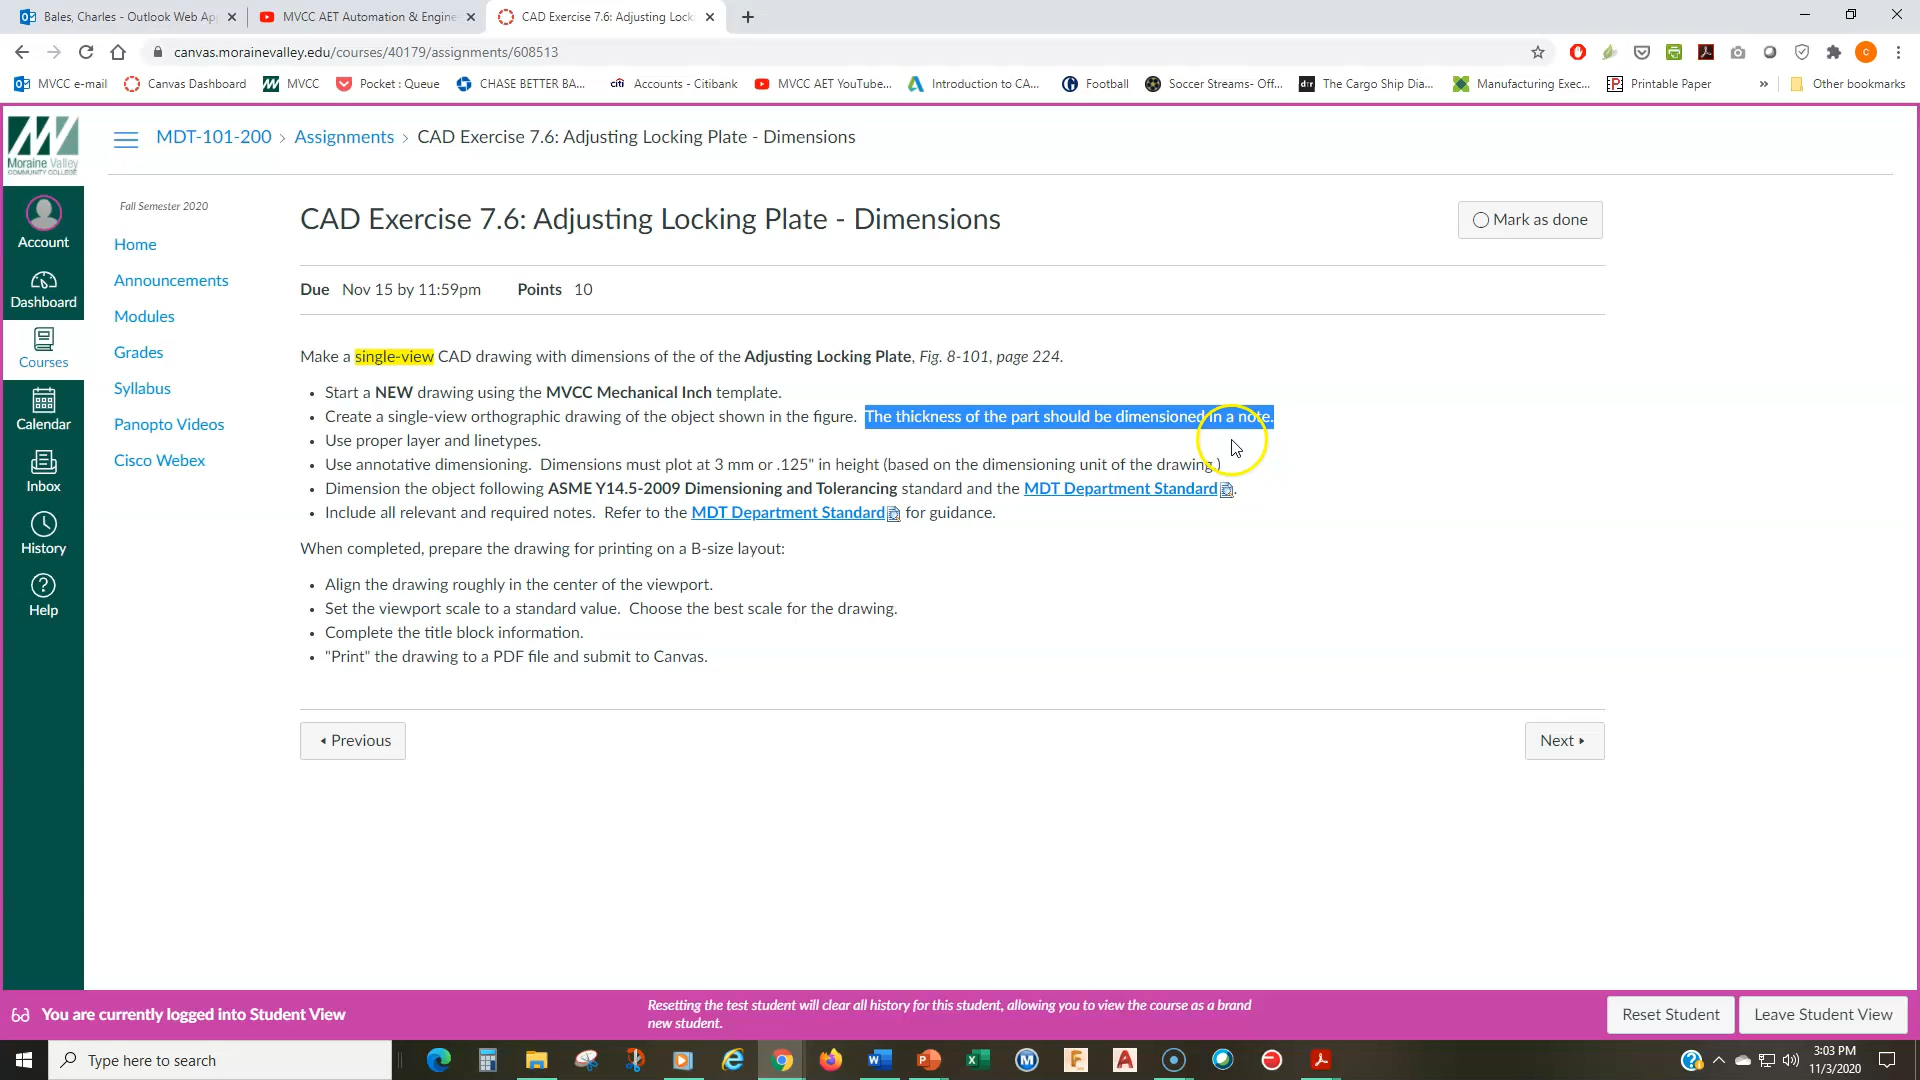 Bales, Charles - Outlook Web Ap
MVCC AET Automation & Engine
CAD Exercise 7.6: Adjusting Lock
canvas.morainevalley.edu/courses/40179/assignments/608513
MVCC e-mail
Canvas Dashboard
MVCC
Pocket : Queue
CHASE BETTER BA...
Accounts - Citibank
MVCC AET YouTube...
Introduction to CA...
Football
Soccer Streams- Off...
The Cargo Ship Dia...
Manufacturing Exec...
Printable Paper
»
Other bookmarks
Moraine Valley
COMMUNITY COLLEGE
MDT-101-200 › Assignments › CAD Exercise 7.6: Adjusting Locking Plate - Dimensions
Account
Dashboard
Courses
Calendar
Inbox
History
Help
Fall Semester 2020
Home
Announcements
Modules
Grades
Syllabus
Panopto Videos
Cisco Webex
CAD Exercise 7.6: Adjusting Locking Plate - Dimensions
Mark as done
Due Nov 15 by 11:59pm Points 10
Make a single-view CAD drawing with dimensions of the of the Adjusting Locking Plate, Fig. 8-101, page 224.
• Start a NEW drawing using the MVCC Mechanical Inch template.
• Create a single-view orthographic drawing of the object shown in the figure. The thickness of the part should be dimensioned in a note.
• Use proper layer and linetypes.
• Use annotative dimensioning. Dimensions must plot at 3 mm or .125" in height (based on the dimensioning unit of the drawing.)
• Dimension the object following ASME Y14.5-2009 Dimensioning and Tolerancing standard and the MDT Department Standard.
• Include all relevant and required notes. Refer to the MDT Department Standard for guidance.
When completed, prepare the drawing for printing on a B-size layout:
• Align the drawing roughly in the center of the viewport.
• Set the viewport scale to a standard value. Choose the best scale for the drawing.
• Complete the title block information.
• "Print" the drawing to a PDF file and submit to Canvas.
Previous
Next
You are currently logged into Student View
Resetting the test student will clear all history for this student, allowing you to view the course as a brand
new student.
Reset Student
Leave Student View
Type here to search
3:03 PM
11/3/2020